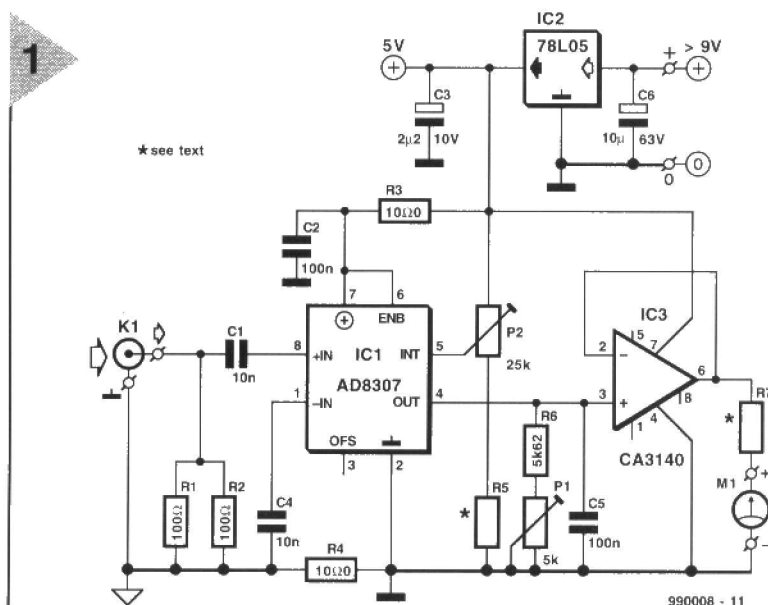 1
★ see text
5V
+
IC2
78L05
+
> 9V
+
C3
2µ2
10V
C6
10µ
63V
0
0
R3
10Ω0
C2
100n
7
6
+
ENB
K1
C1
10n
8
+IN
IC1
INT
5
P2
25k
AD8307
1
–IN
OUT
4
OFS
3
2
IC3
2
–
5
7
6
3
+
8
1
4
CA3140
R7
★
M1
+
–
R1
100Ω
R2
100Ω
C4
10n
R4
10Ω0
R5
★
R6
5k62
P1
5k
C5
100n
990008 - 11